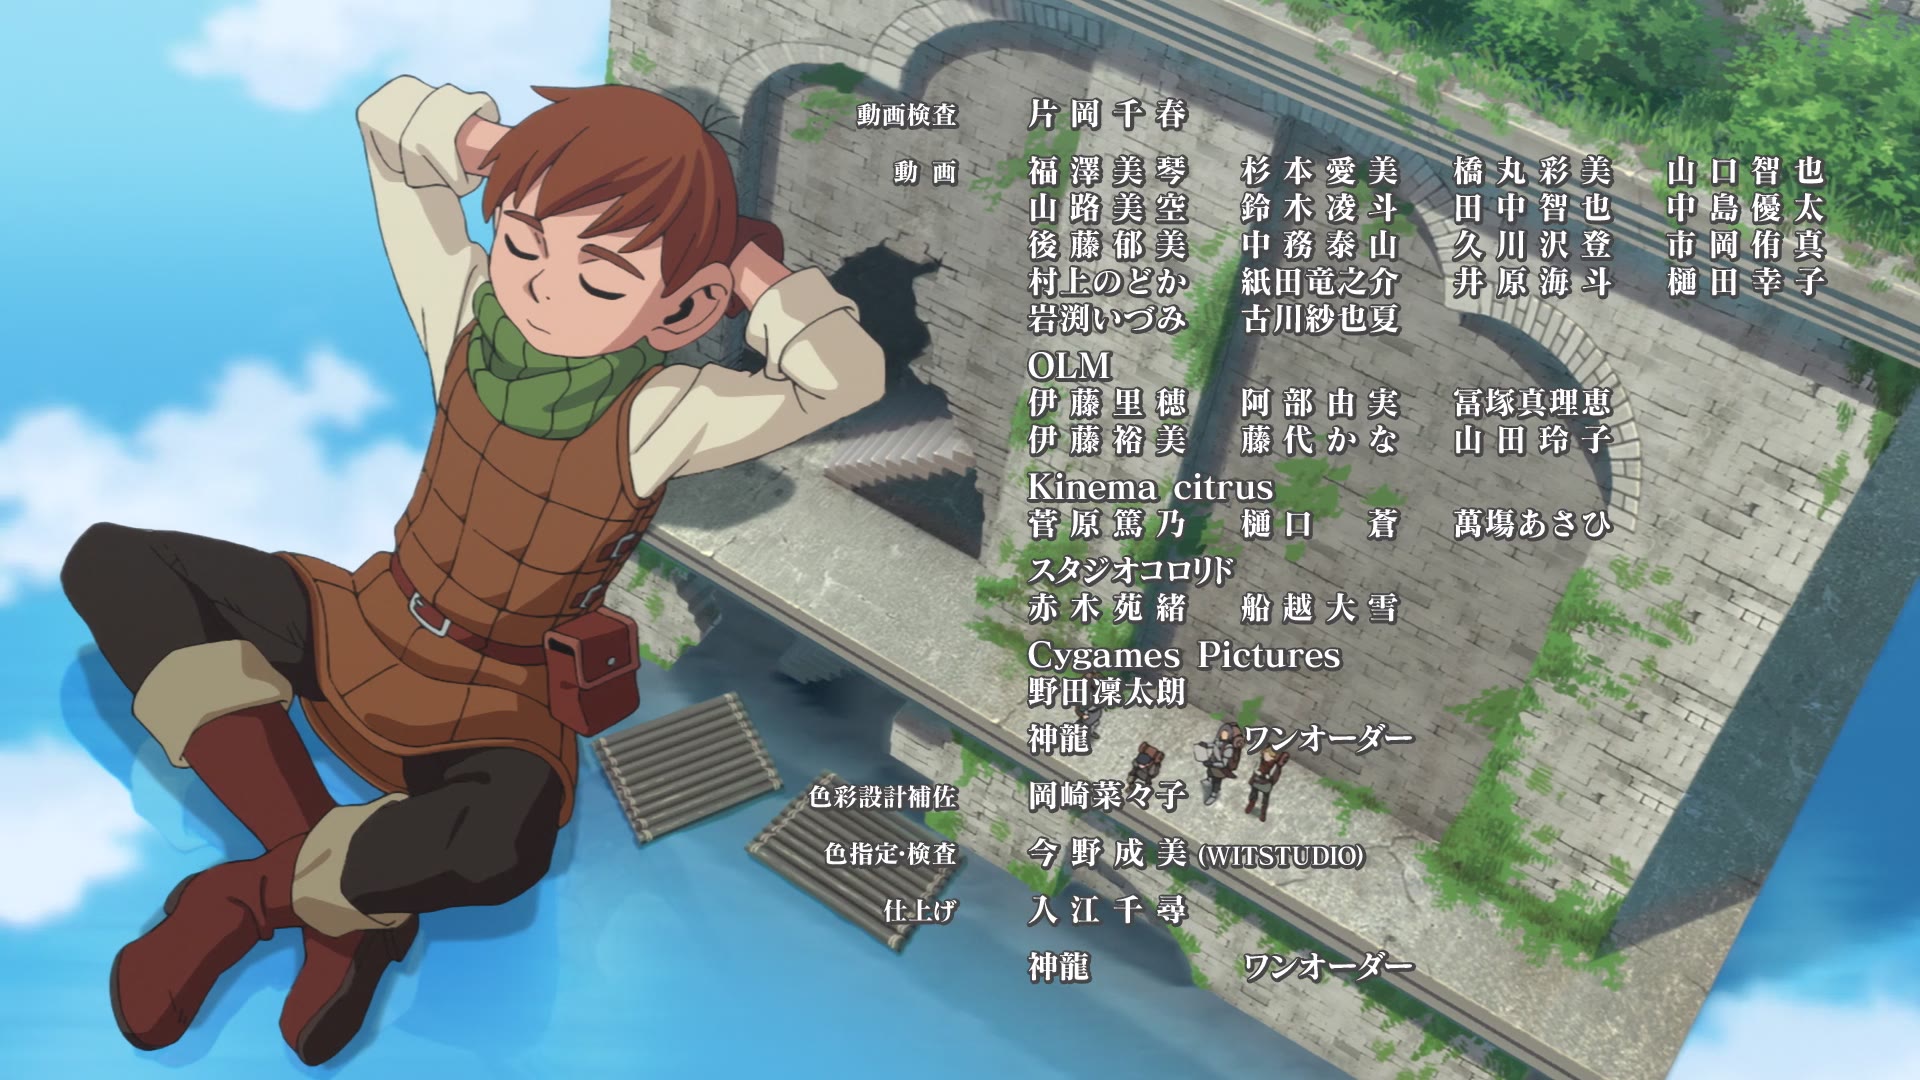 動画検査 片岡千春
動画 福澤美琴 杉本愛美 橋丸彩美 山口智也
山路美空 鈴木凌斗 田中智也 中島優太
後藤郁美 中務泰山 久川沢登 市岡侑真
村上のどか 紙田竜之介 井原海斗 樋田幸子
岩渕いづみ 古川紗也夏
OLM
伊藤里穂 阿部由実 冨塚真理恵
伊藤裕美 藤代かな 山田玲子
Kinema citrus
菅原篤乃 樋口 蒼 萬塲あさひ
スタジオコロリド
赤木苑緒 船越大雪
Cygames Pictures
野田凜太朗
神龍 ワンオーダー
色彩設計補佐 岡崎菜々子
色指定・検査 今野成美(WITSTUDIO)
仕上げ 入江千尋
神龍 ワンオーダー